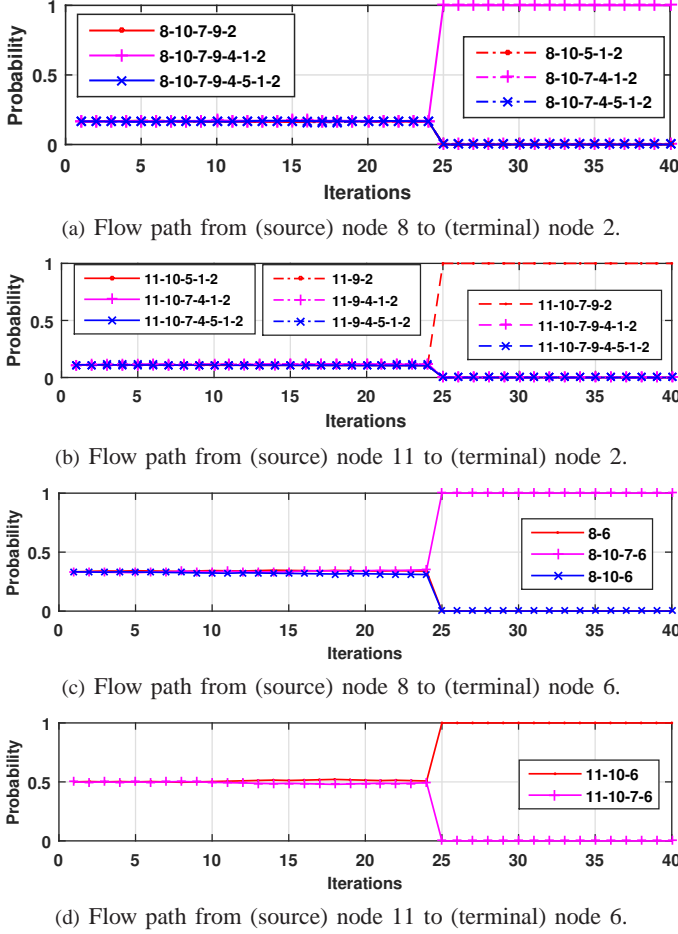 1
0.5
0
Probability
8-10-7-9-2
8-10-7-9-4-1-2
8-10-7-9-4-5-1-2
8-10-5-1-2
8-10-7-4-1-2
8-10-7-4-5-1-2
0 5 10 15 20 25 30 35 40
Iterations
(a) Flow path from (source) node 8 to (terminal) node 2.
1
0.5
0
Probability
11-10-5-1-2
11-10-7-4-1-2
11-10-7-4-5-1-2
11-9-2
11-9-4-1-2
11-9-4-5-1-2
11-10-7-9-2
11-10-7-9-4-1-2
11-10-7-9-4-5-1-2
0 5 10 15 20 25 30 35 40
Iterations
(b) Flow path from (source) node 11 to (terminal) node 2.
1
0.5
0
Probability
8-6
8-10-7-6
8-10-6
0 5 10 15 20 25 30 35 40
Iterations
(c) Flow path from (source) node 8 to (terminal) node 6.
1
0.5
0
Probability
11-10-6
11-10-7-6
0 5 10 15 20 25 30 35 40
Iterations
(d) Flow path from (source) node 11 to (terminal) node 6.